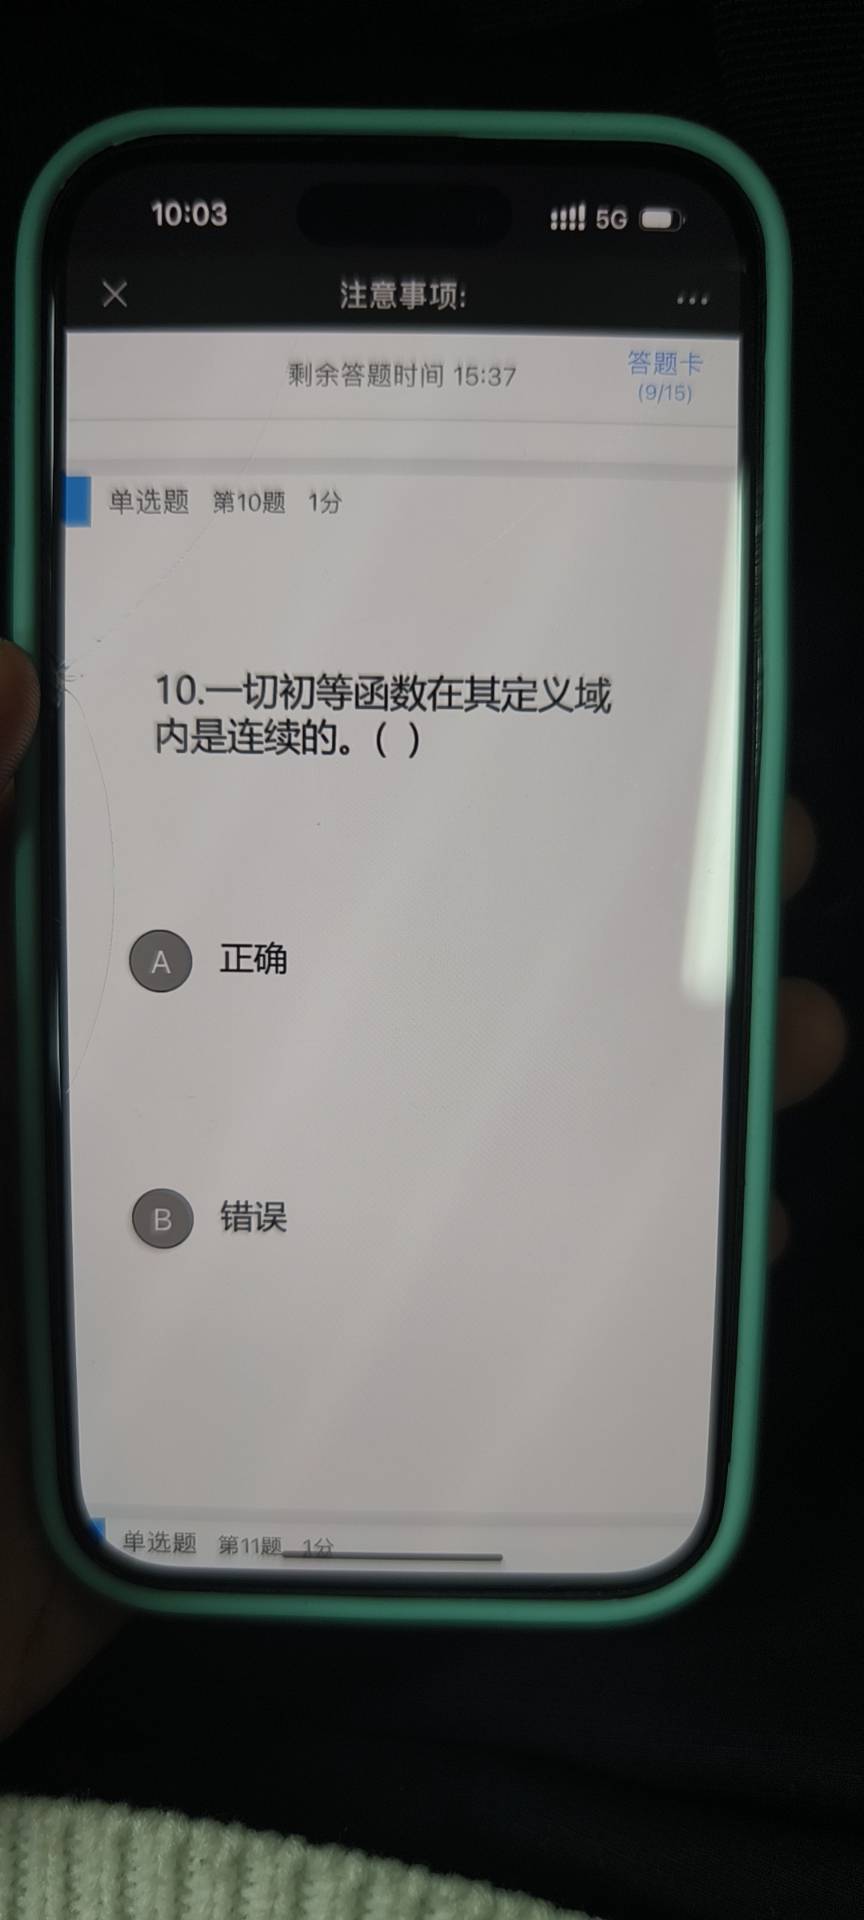 10:03
5G
注意事项:
剩余答题时间 15:37
答题卡
(9/15)
单选题 第10题 1分
10.一切初等函数在其定义域
内是连续的。( )
A 正确
B 错误
单选题 第11题 1分